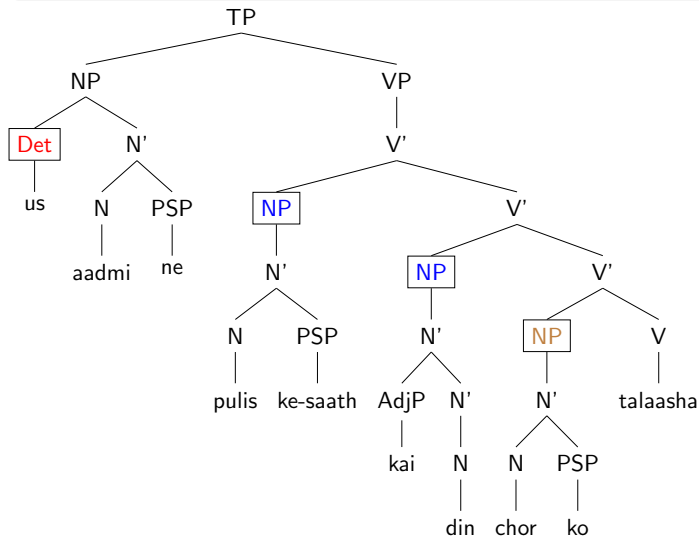 TP
NP VP
Det N' V'
us N PSP NP V'
aadmi ne N' NP V'
N PSP N' NP V
pulis ke-saath AdjP N' N' talaasha
kai N N PSP
din chor ko